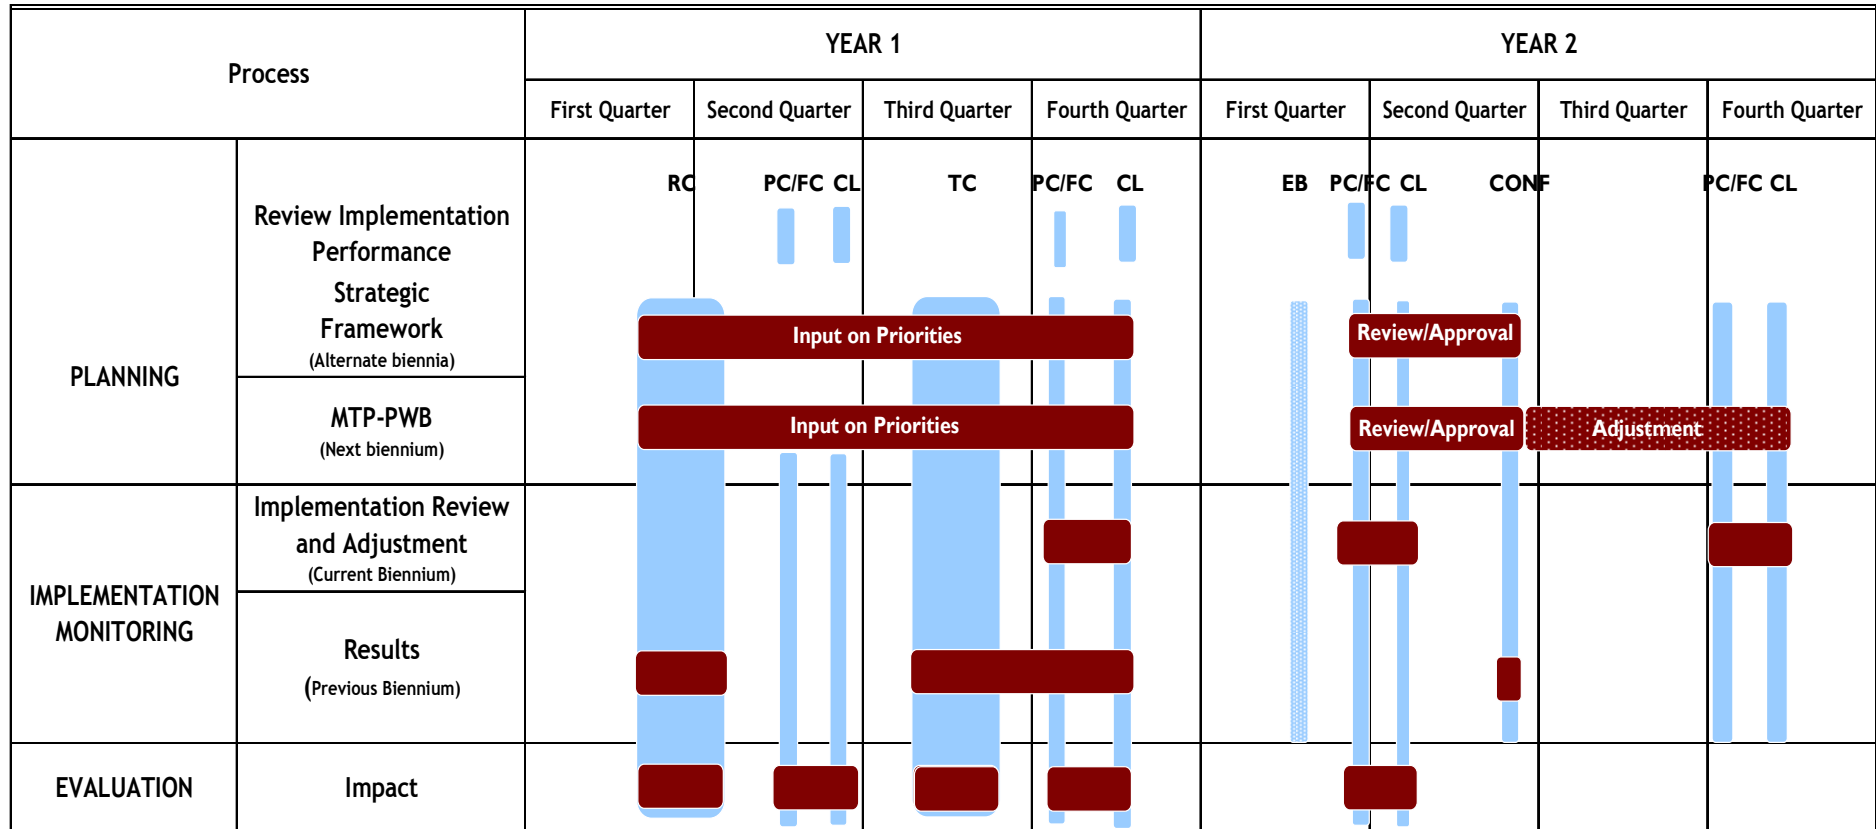 Process
YEAR 1
YEAR 2
First Quarter
Second Quarter
Third Quarter
Fourth Quarter
First Quarter
Second Quarter
Third Quarter
Fourth Quarter
RC
PC/FC
CL
TC
PC/FC
CL
EB
PC/FC
CL
CONF
PC/FC
CL
PLANNING
Review Implementation
Performance
Strategic
Framework
(Alternate biennia)
Input on Priorities
Review/Approval
MTP-PWB
(Next biennium)
Input on Priorities
Review/Approval
Adjustment
IMPLEMENTATION
MONITORING
Implementation Review
and Adjustment
(Current Biennium)
Results
(Previous Biennium)
EVALUATION
Impact